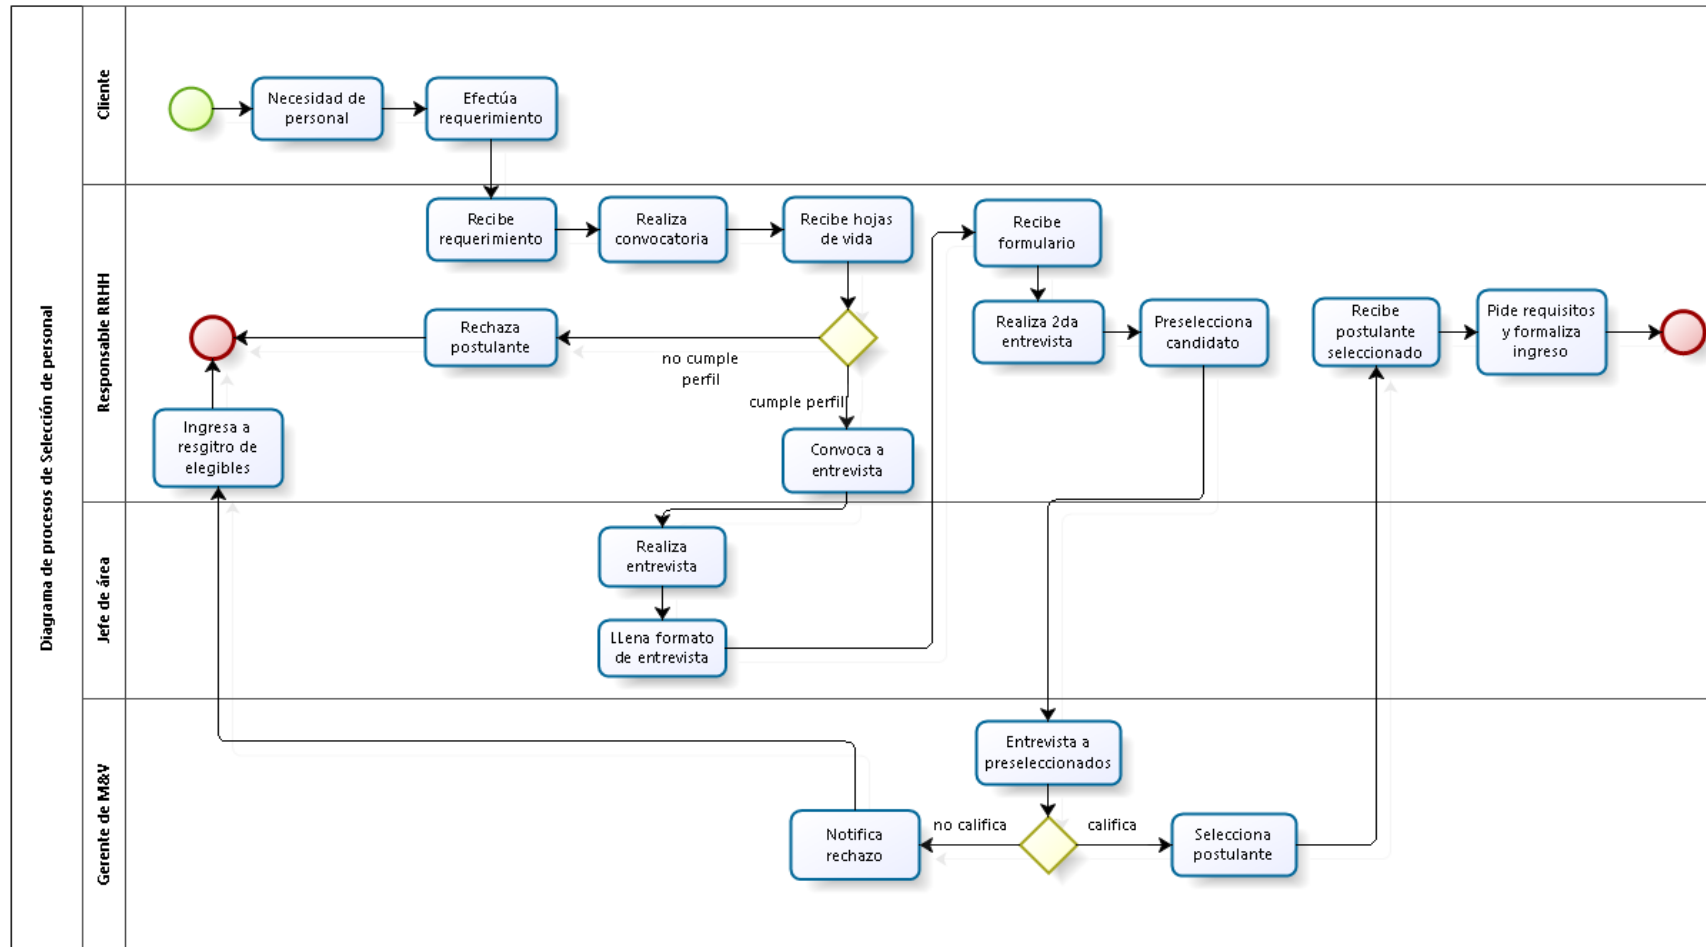 Diagrama de procesos de Selección de personal
Cliente
Necesidad de
personal
Efectúa
requerimiento
Responsable RRHH
Recibe
requerimiento
Realiza
convocatoria
Recibe hojas
de vida
Recibe
formulario
Rechaza
postulante
no cumple
perfil
cumple perfil
Realiza 2da
entrevista
Preselecciona
candidato
Recibe
postulante
seleccionado
Pide requisitos
y formaliza
ingreso
Ingresa a
resgitro de
elegibles
Convoca a
entrevista
Jefe de área
Realiza
entrevista
LLena formato
de entrevista
Gerente de M&V
Entrevista a
preseleccionados
no califica
califica
Notifica
rechazo
Selecciona
postulante